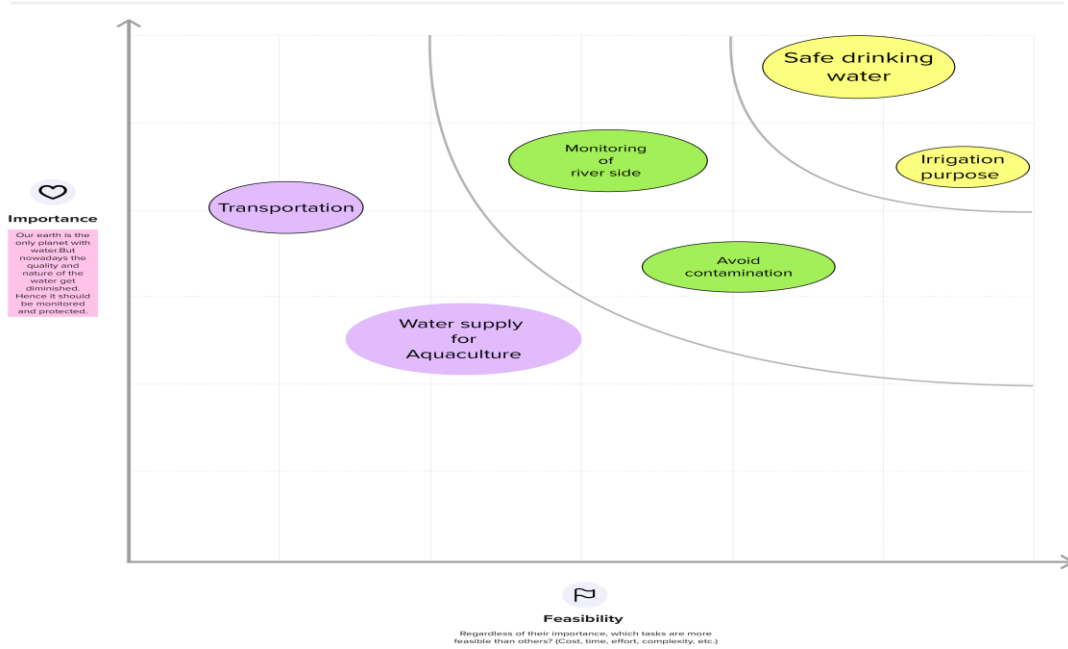 Safe drinking
water
Monitoring
of
river side
Irrigation
purpose
Transportation
Importance
Our earth is the
only planet with
water.But
nowadays the
quality and
nature of the
water get
diminished.
Hence it should
be monitored
and protected.
Avoid
contamination
Water supply
for
Aquaculture
Feasibility
Regardless of their importance, which tasks are more
feasible than others? (Cost, time, effort, complexity, etc.)